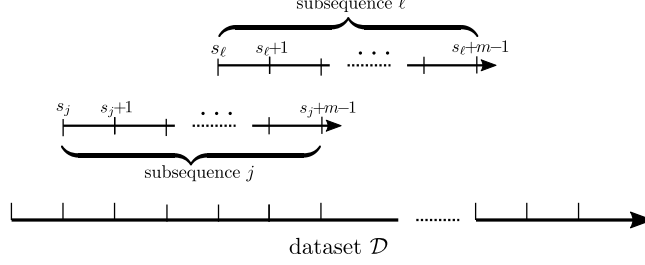 subsequence ℓ
s_ℓ s_ℓ+1 . . . s_ℓ+m−1
s_j s_j+1 . . . s_j+m−1
subsequence j
dataset 𝒟